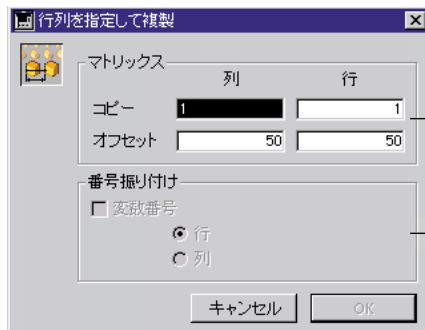 行列を指定して複製
マトリックス
列 行
コピー 1 1
オフセット 50 50
番号振り付け
変数番号
行
列
キャンセル OK